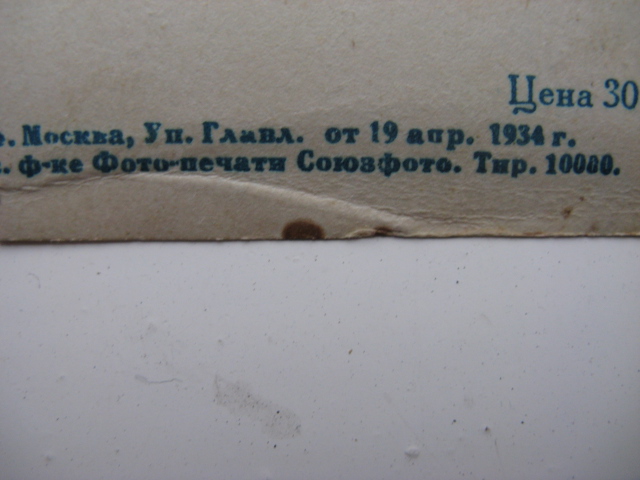 Цена 30
е. Москва, Уп. Главл. от 19 апр. 1934 г.
. ф-ке Фото-печати Союзфото. Тир. 10000.